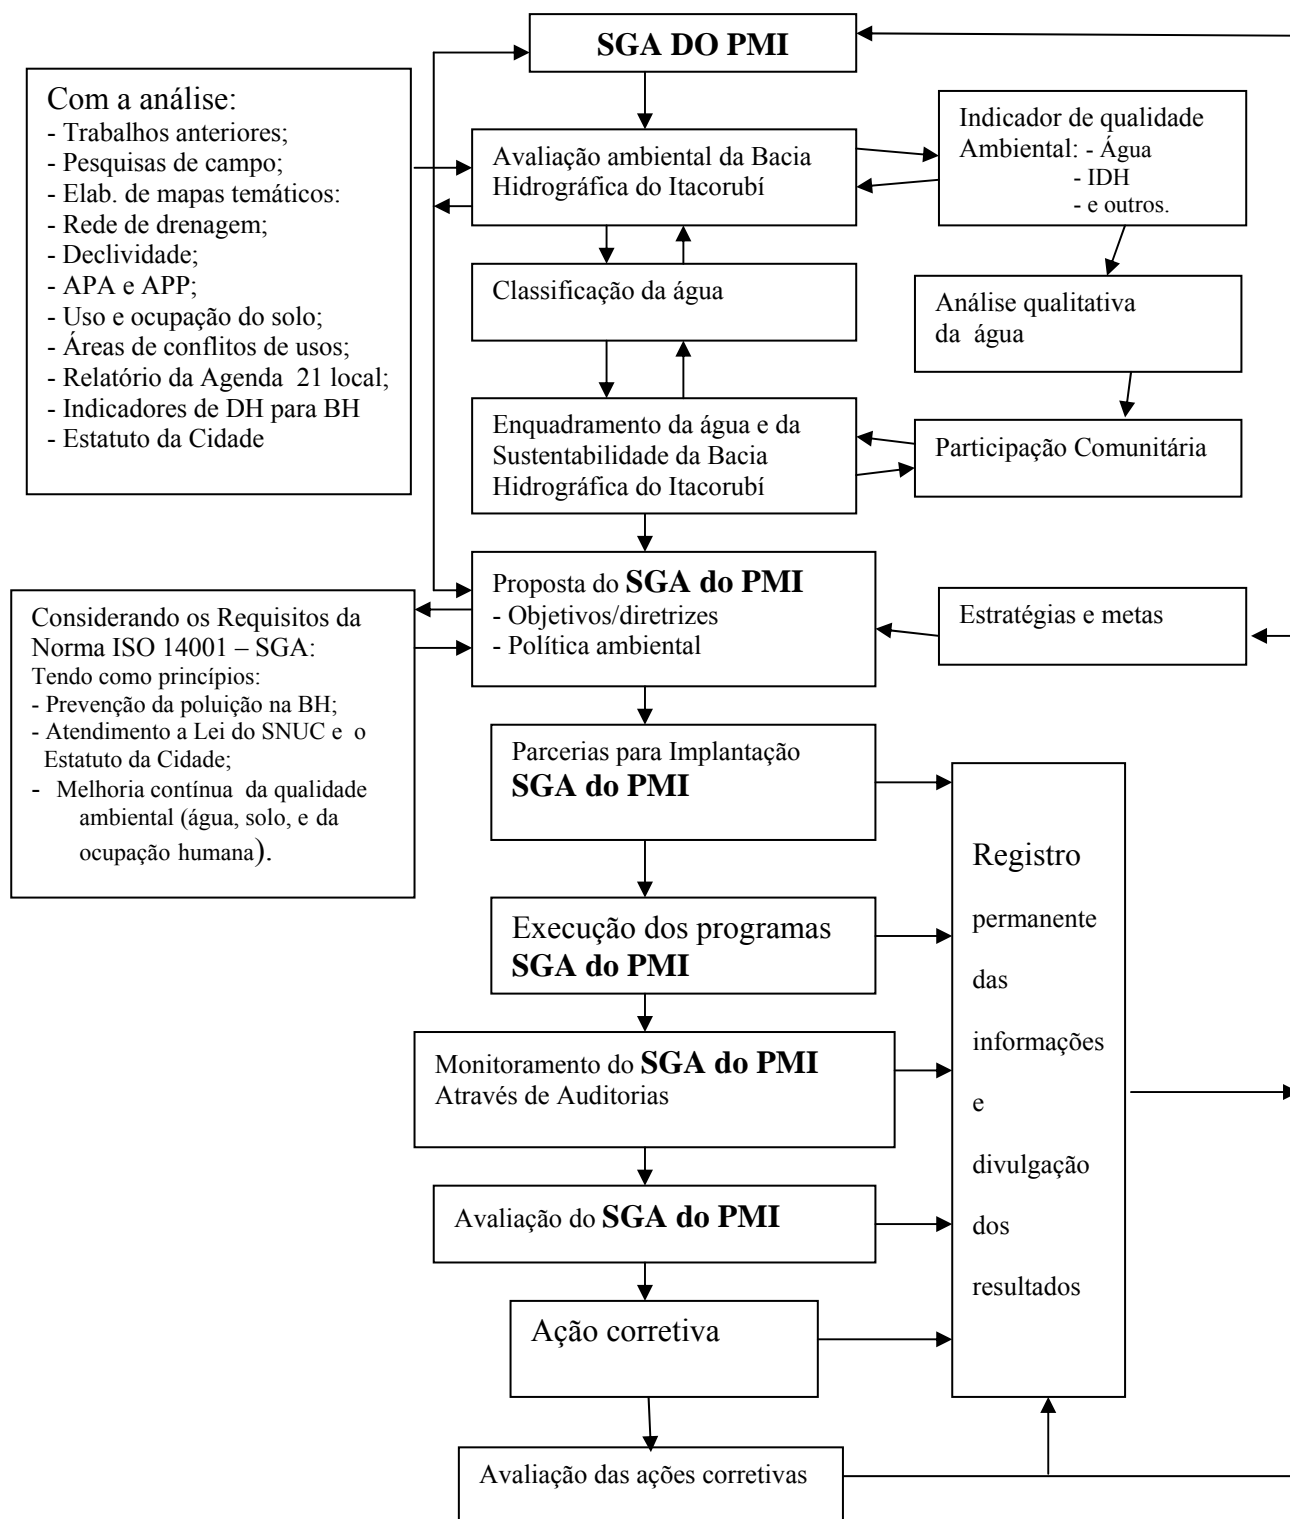 SGA DO PMI
Com a análise:
- Trabalhos anteriores;
- Pesquisas de campo;
- Elab. de mapas temáticos:
- Rede de drenagem;
- Declividade;
- APA e APP;
- Uso e ocupação do solo;
- Áreas de conflitos de usos;
- Relatório da Agenda 21 local;
- Indicadores de DH para BH
- Estatuto da Cidade
Avaliação ambiental da Bacia
Hidrográfica do Itacorubí
Indicador de qualidade
Ambiental: - Água
- IDH
- e outros.
Classificação da água
Análise qualitativa
da água
Enquadramento da água e da
Sustentabilidade da Bacia
Hidrográfica do Itacorubí
Participação Comunitária
Proposta do SGA do PMI
- Objetivos/diretrizes
- Política ambiental
Estratégias e metas
Considerando os Requisitos da
Norma ISO 14001 – SGA:
Tendo como princípios:
- Prevenção da poluição na BH;
- Atendimento a Lei do SNUC e o
Estatuto da Cidade;
- Melhoria contínua da qualidade
ambiental (água, solo, e da
ocupação humana).
Parcerias para Implantação
SGA do PMI
Execução dos programas
SGA do PMI
Monitoramento do SGA do PMI
Através de Auditorias
Avaliação do SGA do PMI
Ação corretiva
Avaliação das ações corretivas
Registro
permanente
das
informações
e
divulgação
dos
resultados